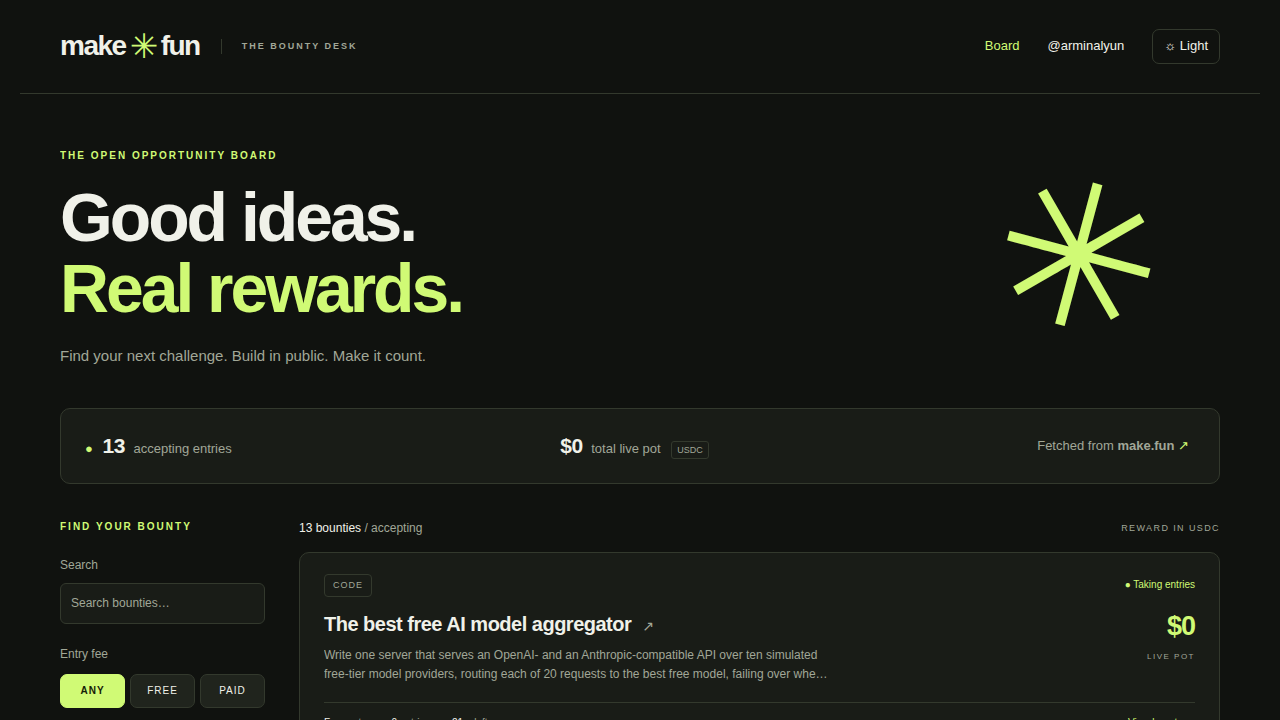 make fun
THE BOUNTY DESK
Board
@arminalyun
☼ Light
THE OPEN OPPORTUNITY BOARD
Good ideas.
Real rewards.
Find your next challenge. Build in public. Make it count.
● 13 accepting entries
$0 total live pot USDC
Fetched from make.fun ↗
FIND YOUR BOUNTY
Search
Search bounties…
Entry fee
ANY
FREE
PAID
13 bounties / accepting
REWARD IN USDC
CODE
● Taking entries
The best free AI model aggregator ↗
$0
LIVE POT
Write one server that serves an OpenAI- and an Anthropic-compatible API over ten simulated
free-tier model providers, routing each of 20 requests to the best free model, failing over whe…